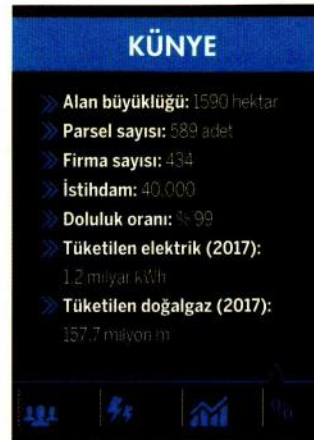 KÜNYE
Alan büyüklüğü: 1590 hektar
Parsel sayısı: 589 adet
Firma sayısı: 434
İstihdam: 40.000
Doluluk oranı: %99
Tüketilen elektrik (2017):
1.2 milyar kWh
Tüketilen doğalgaz (2017):
157.7 milyon m